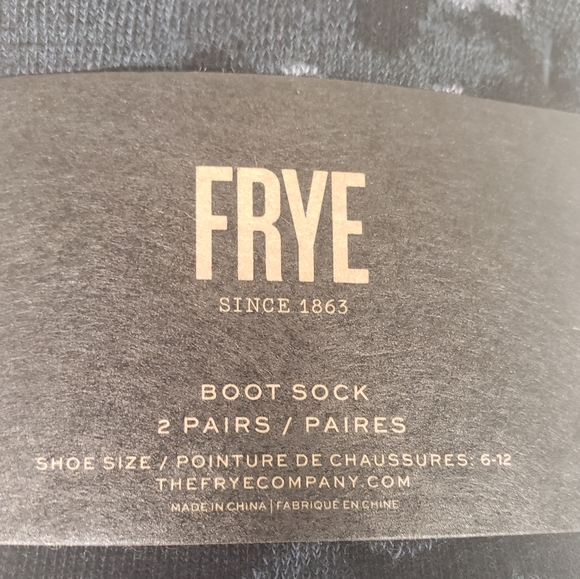 FRYE
SINCE 1863
BOOT SOCK
2 PAIRS / PAIRES
SHOE SIZE / POINTURE DE CHAUSSURES: 6-12
THEFRYECOMPANY.COM
MADE IN CHINA | FABRIQUÉ EN CHINE